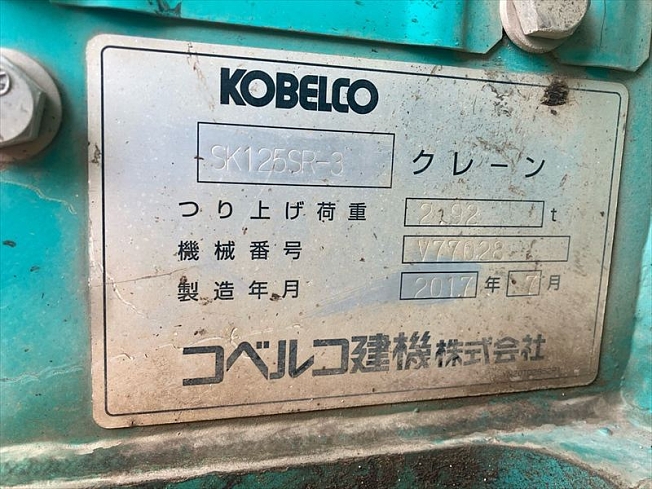 KOBELCO
SK125SR-3 クレーン
つり上げ荷重 2.92 t
機械番号
製造年月 2017 年 7 月
コベルコ建機株式会社